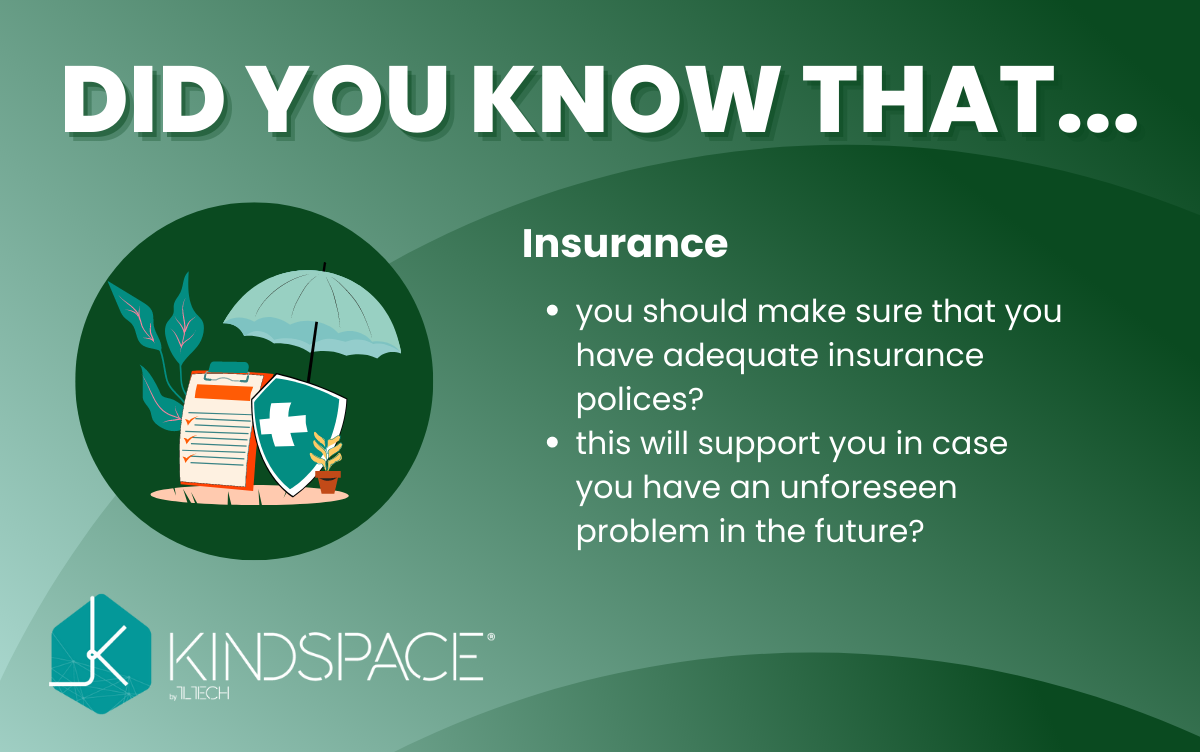 DID YOU KNOW THAT...
Insurance
• you should make sure that you
have adequate insurance
polices?
• this will support you in case
you have an unforeseen
problem in the future?
KINDSPACE®
by TLTECH